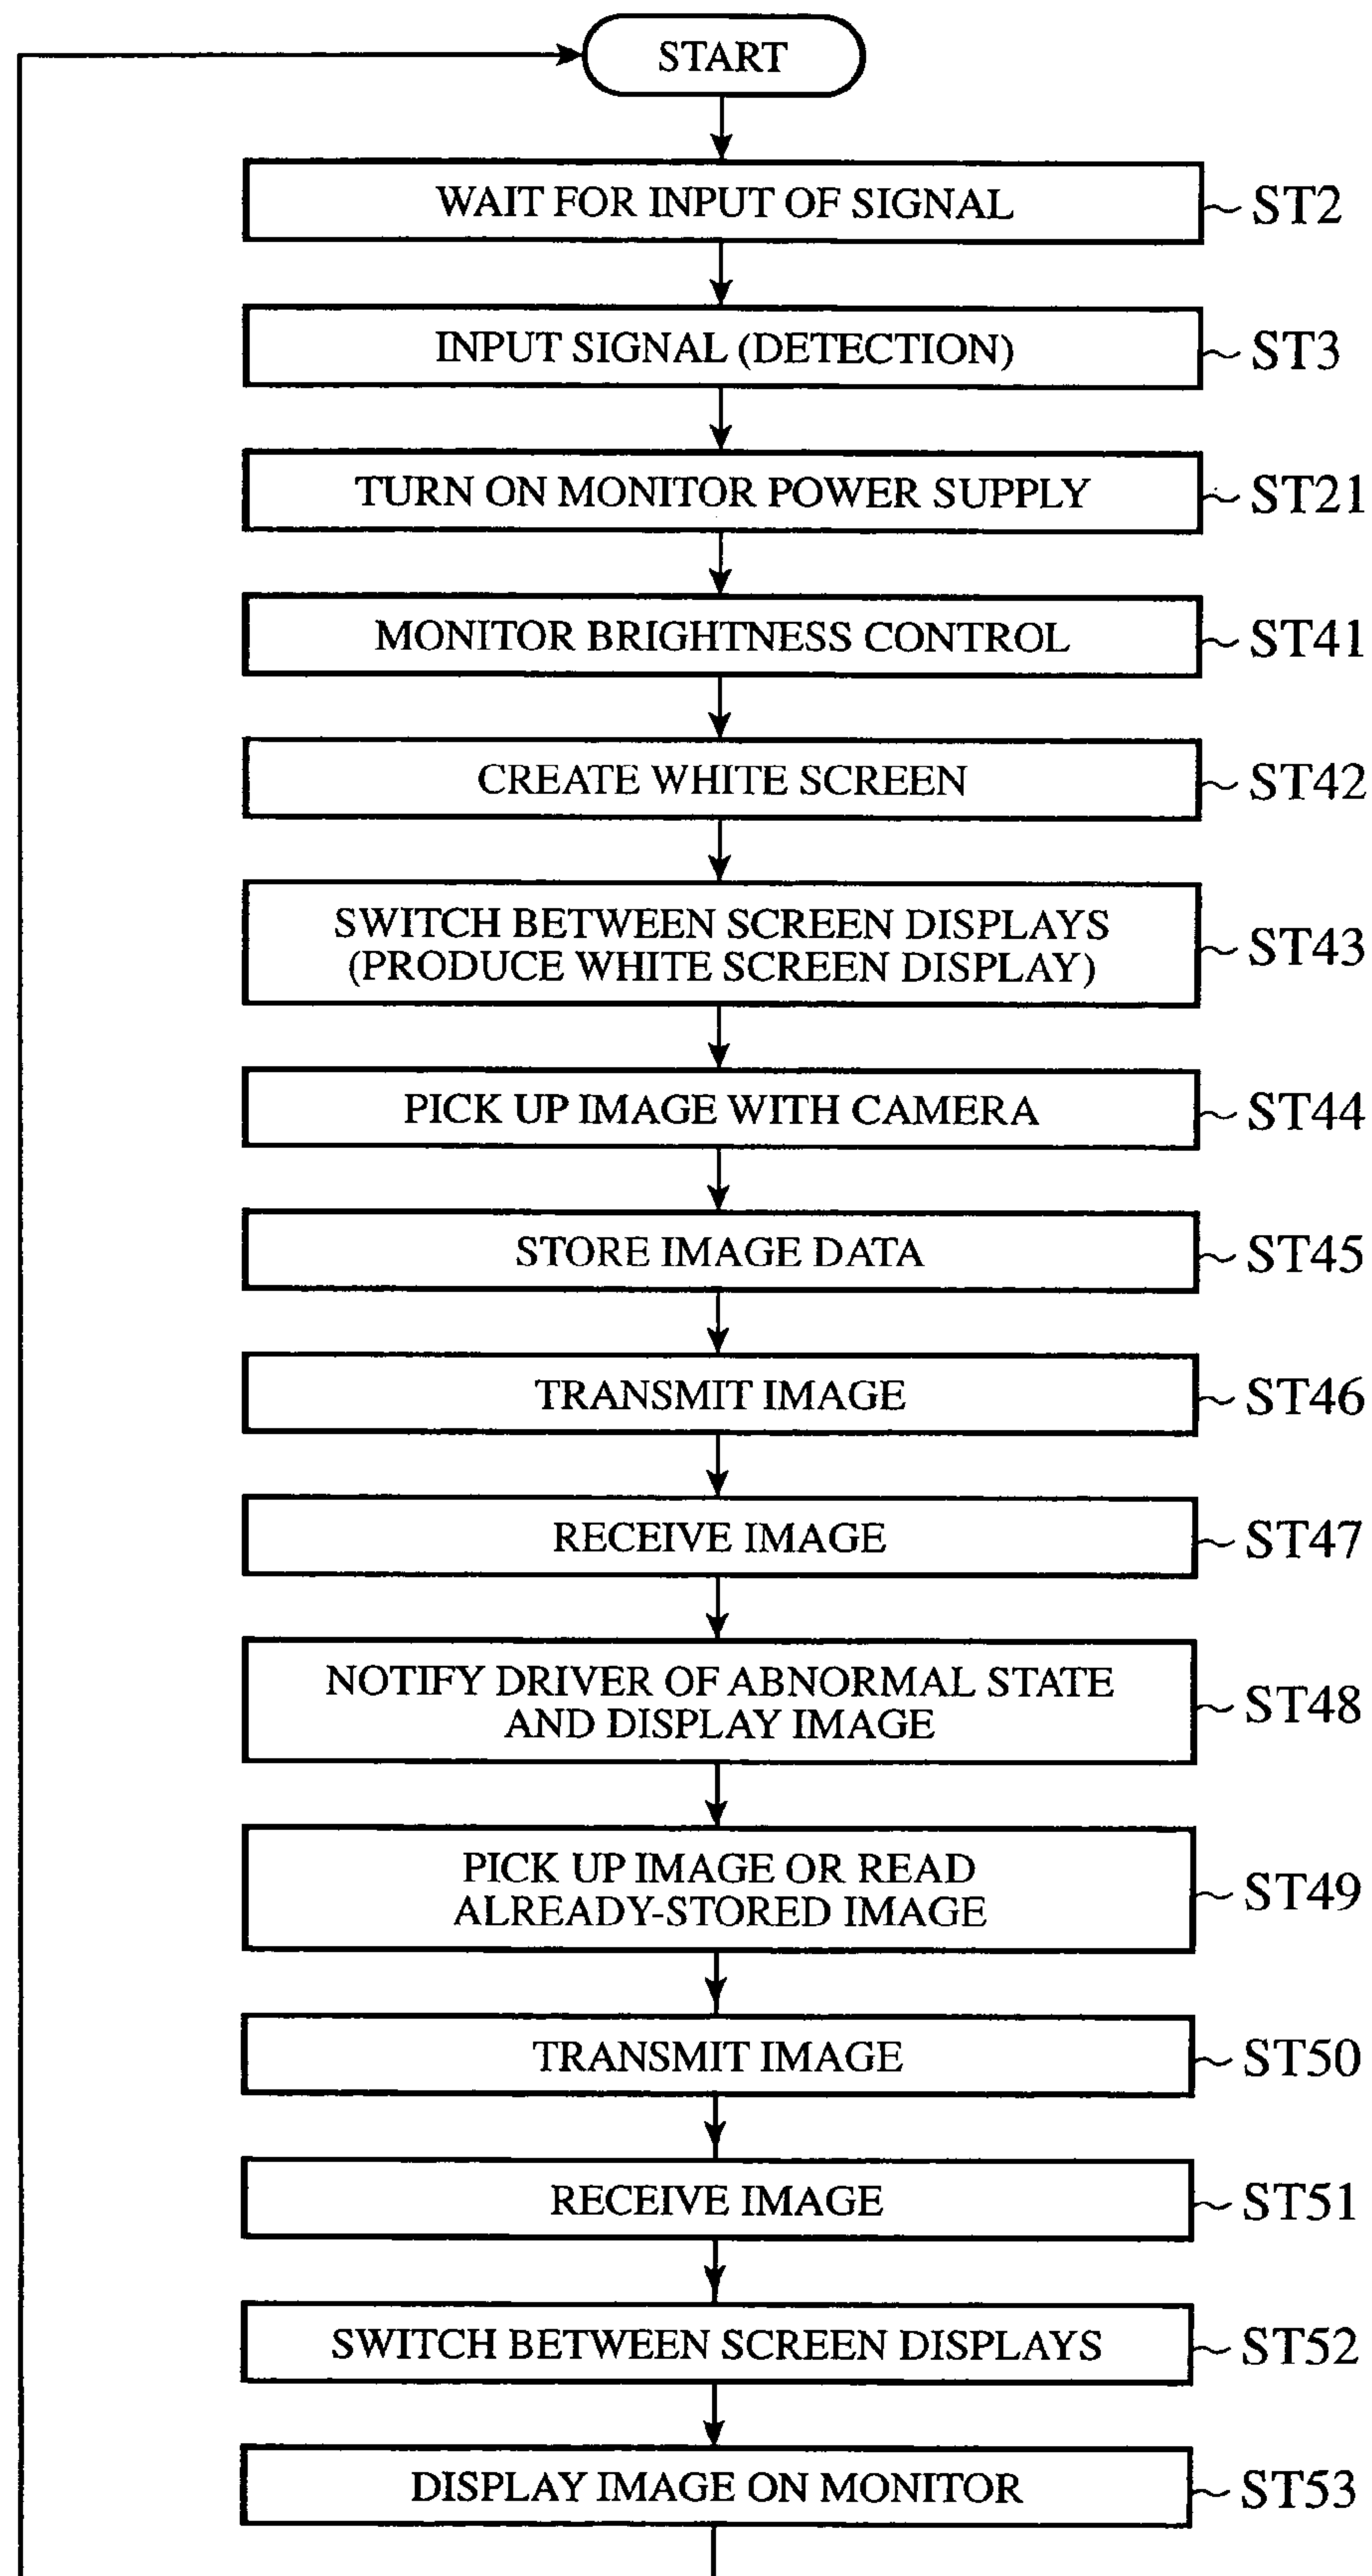 START
WAIT FOR INPUT OF SIGNAL
ST2
INPUT SIGNAL (DETECTION)
ST3
TURN ON MONITOR POWER SUPPLY
ST21
MONITOR BRIGHTNESS CONTROL
ST41
CREATE WHITE SCREEN
ST42
SWITCH BETWEEN SCREEN DISPLAYS
(PRODUCE WHITE SCREEN DISPLAY)
ST43
PICK UP IMAGE WITH CAMERA
ST44
STORE IMAGE DATA
ST45
TRANSMIT IMAGE
ST46
RECEIVE IMAGE
ST47
NOTIFY DRIVER OF ABNORMAL STATE
AND DISPLAY IMAGE
ST48
PICK UP IMAGE OR READ
ALREADY-STORED IMAGE
ST49
TRANSMIT IMAGE
ST50
RECEIVE IMAGE
ST51
SWITCH BETWEEN SCREEN DISPLAYS
ST52
DISPLAY IMAGE ON MONITOR
ST53